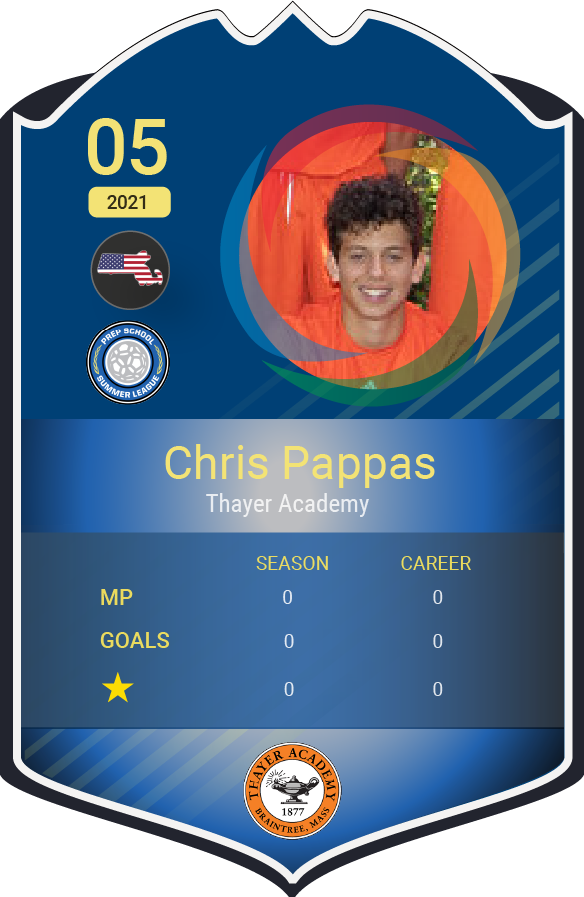 05
2021
PREP SCHOOL
SUMMER LEAGUE
Chris Pappas
Thayer Academy
SEASON CAREER
MP 0 0
GOALS 0 0
0 0
THAYER ACADEMY
1877
BRAINTREE, MASS